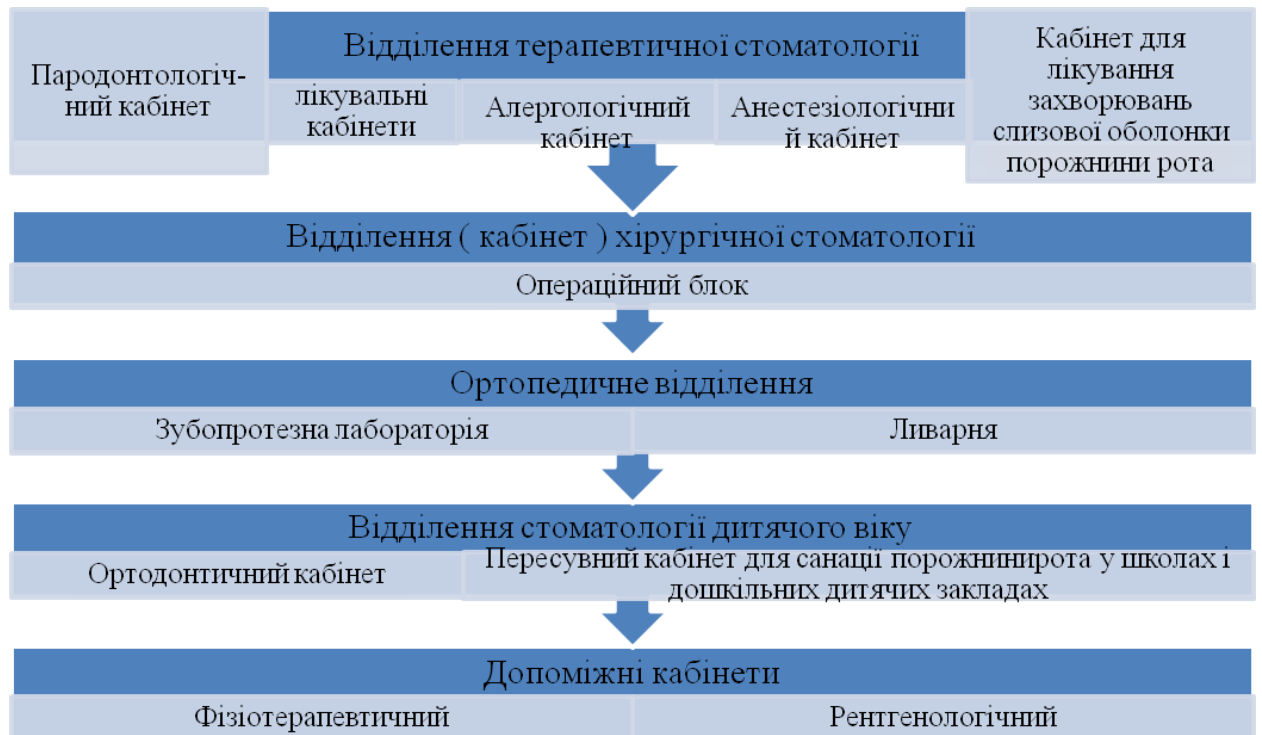 Пародонтологіч-
ний кабінет
Відділення терапевтичної стоматології
лікувальні
кабінети
Алергологічний
кабінет
Анестезіологічни
й кабінет
Кабінет для
лікування
захворювань
слизової оболонки
порожнини рота
Відділення ( кабінет ) хірургічної стоматології
Операційний блок
Ортопедичне відділення
Зубопротезна лабораторія
Ливарня
Відділення стоматології дитячого віку
Ортодонтичний кабінет
Пересувний кабінет для санації порожнинирота у школах і
дошкільних дитячих закладах
Допоміжні кабінети
Фізіотерапевтичний
Рентгенологічний